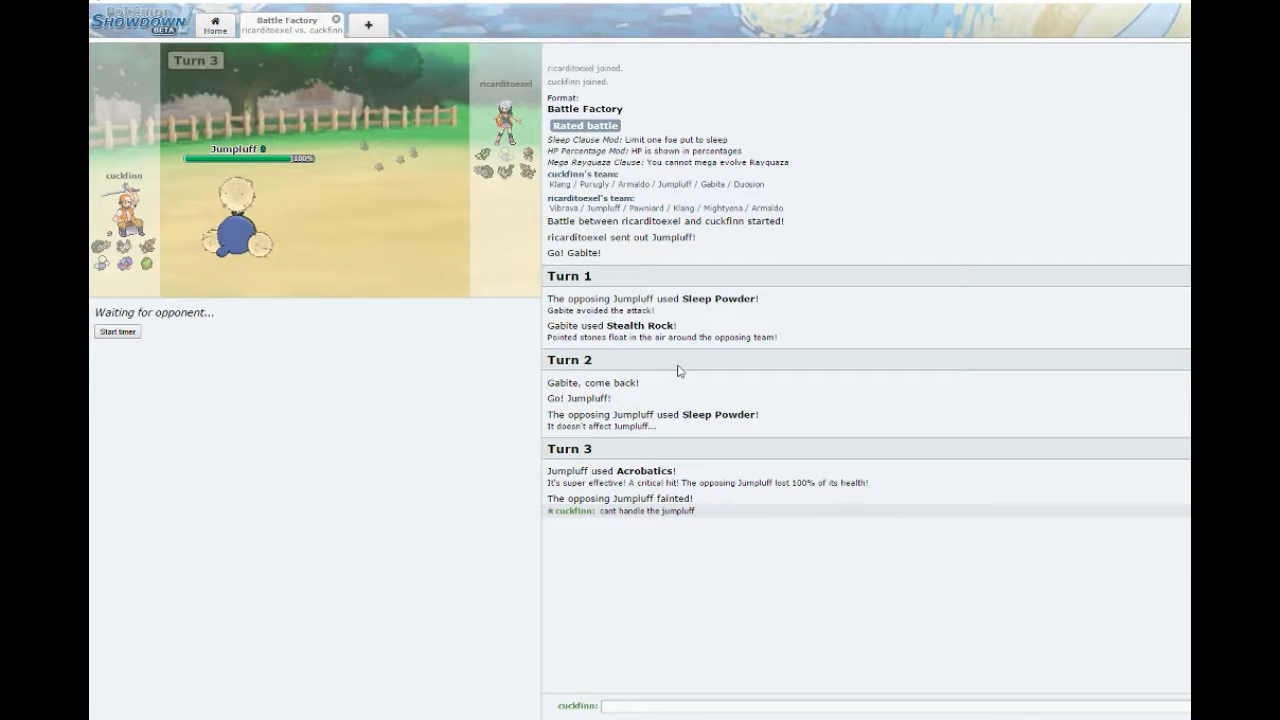 Pokémon
SHOWDOWN
BETA
Home
Battle Factory
ricarditoexel vs. cuckfinn
+
Turn 3
ricarditoexel
Jumpluff
100%
cuckfinn
Waiting for opponent...
Start timer
ricarditoexel joined.
cuckfinn joined.
Format:
Battle Factory
Rated battle
Sleep Clause Mod: Limit one foe put to sleep
HP Percentage Mod: HP is shown in percentages
Mega Rayquaza Clause: You cannot mega evolve Rayquaza
cuckfinn's team:
Klang / Purugly / Armaldo / Jumpluff / Gabite / Duosion
ricarditoexel's team:
Vibrava / Jumpluff / Pawniard / Klang / Mightyena / Armaldo
Battle between ricarditoexel and cuckfinn started!
ricarditoexel sent out Jumpluff!
Go! Gabite!
Turn 1
The opposing Jumpluff used Sleep Powder!
Gabite avoided the attack!
Gabite used Stealth Rock!
Pointed stones float in the air around the opposing team!
Turn 2
Gabite, come back!
Go! Jumpluff!
The opposing Jumpluff used Sleep Powder!
It doesn't affect Jumpluff...
Turn 3
Jumpluff used Acrobatics!
It's super effective! A critical hit! The opposing Jumpluff lost 100% of its health!
The opposing Jumpluff fainted!
★cuckfinn: cant handle the jumpluff
cuckfinn: